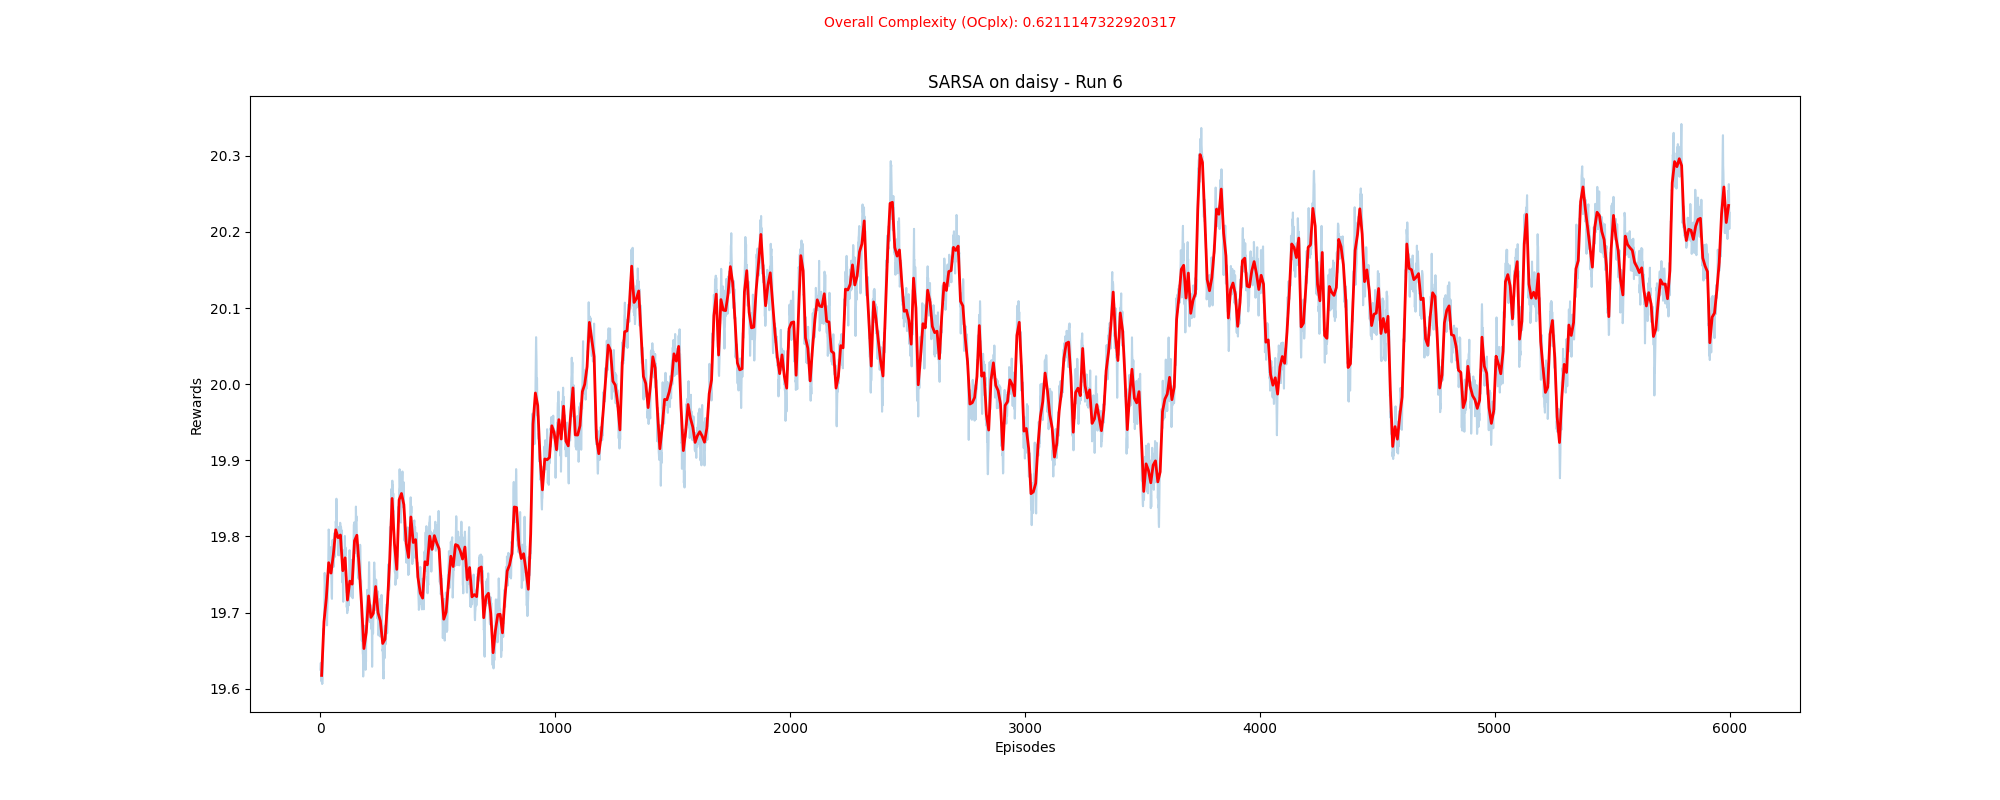 Overall Complexity (OCplx): 0.6211147322920317
SARSA on daisy - Run 6
20.3
20.2
20.1
20.0
19.9
19.8
19.7
19.6
Rewards
0 1000 2000 3000 4000 5000 6000
Episodes